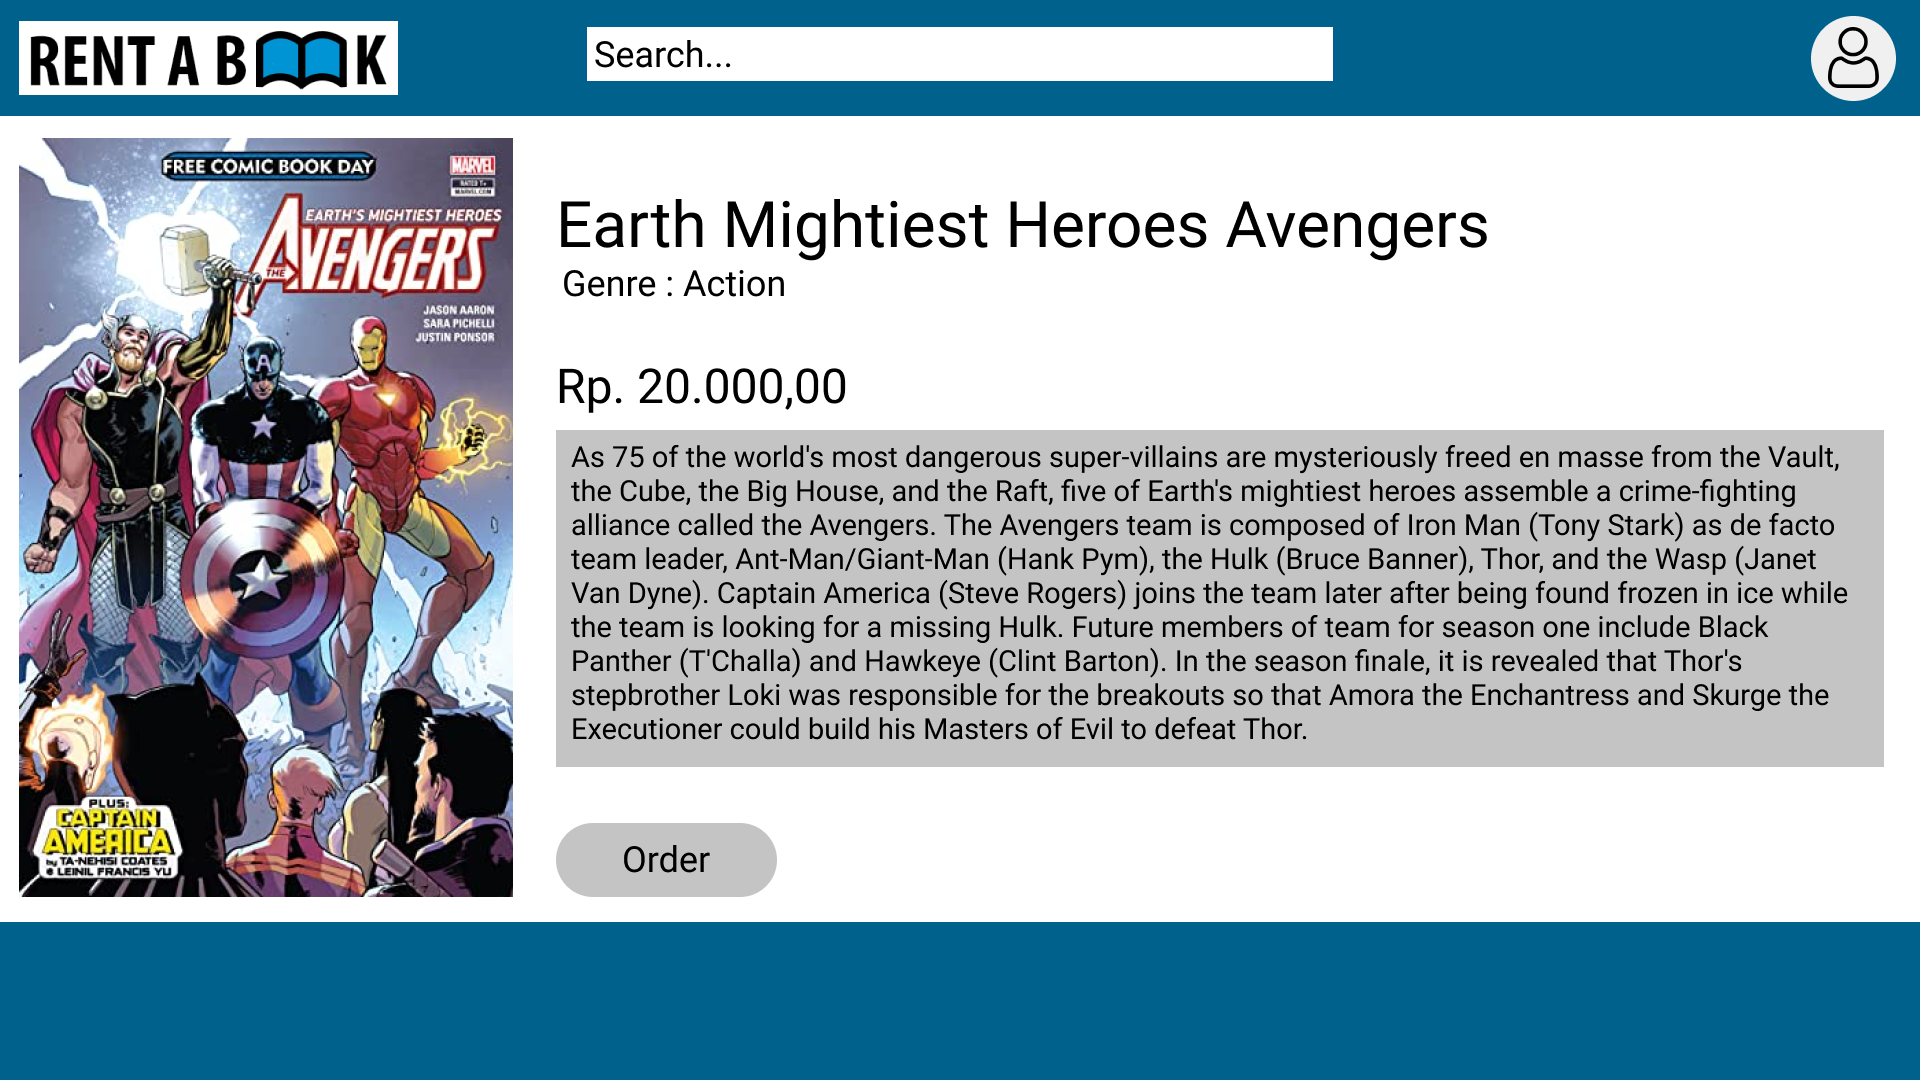 RENT A B K
Search...
FREE COMIC BOOK DAY
MARVEL
RATED T+
MARVEL.COM
EARTH'S MIGHTIEST HEROES
THE AVENGERS
JASON AARON
SARA PICHELLI
JUSTIN PONSOR
PLUS:
CAPTAIN
AMERICA
by TA-NEHISI COATES
& LEINIL FRANCIS YU
Earth Mightiest Heroes Avengers
Genre : Action
Rp. 20.000,00
As 75 of the world's most dangerous super-villains are mysteriously freed en masse from the Vault,
the Cube, the Big House, and the Raft, five of Earth's mightiest heroes assemble a crime-fighting
alliance called the Avengers. The Avengers team is composed of Iron Man (Tony Stark) as de facto
team leader, Ant-Man/Giant-Man (Hank Pym), the Hulk (Bruce Banner), Thor, and the Wasp (Janet
Van Dyne). Captain America (Steve Rogers) joins the team later after being found frozen in ice while
the team is looking for a missing Hulk. Future members of team for season one include Black
Panther (T'Challa) and Hawkeye (Clint Barton). In the season finale, it is revealed that Thor's
stepbrother Loki was responsible for the breakouts so that Amora the Enchantress and Skurge the
Executioner could build his Masters of Evil to defeat Thor.
Order